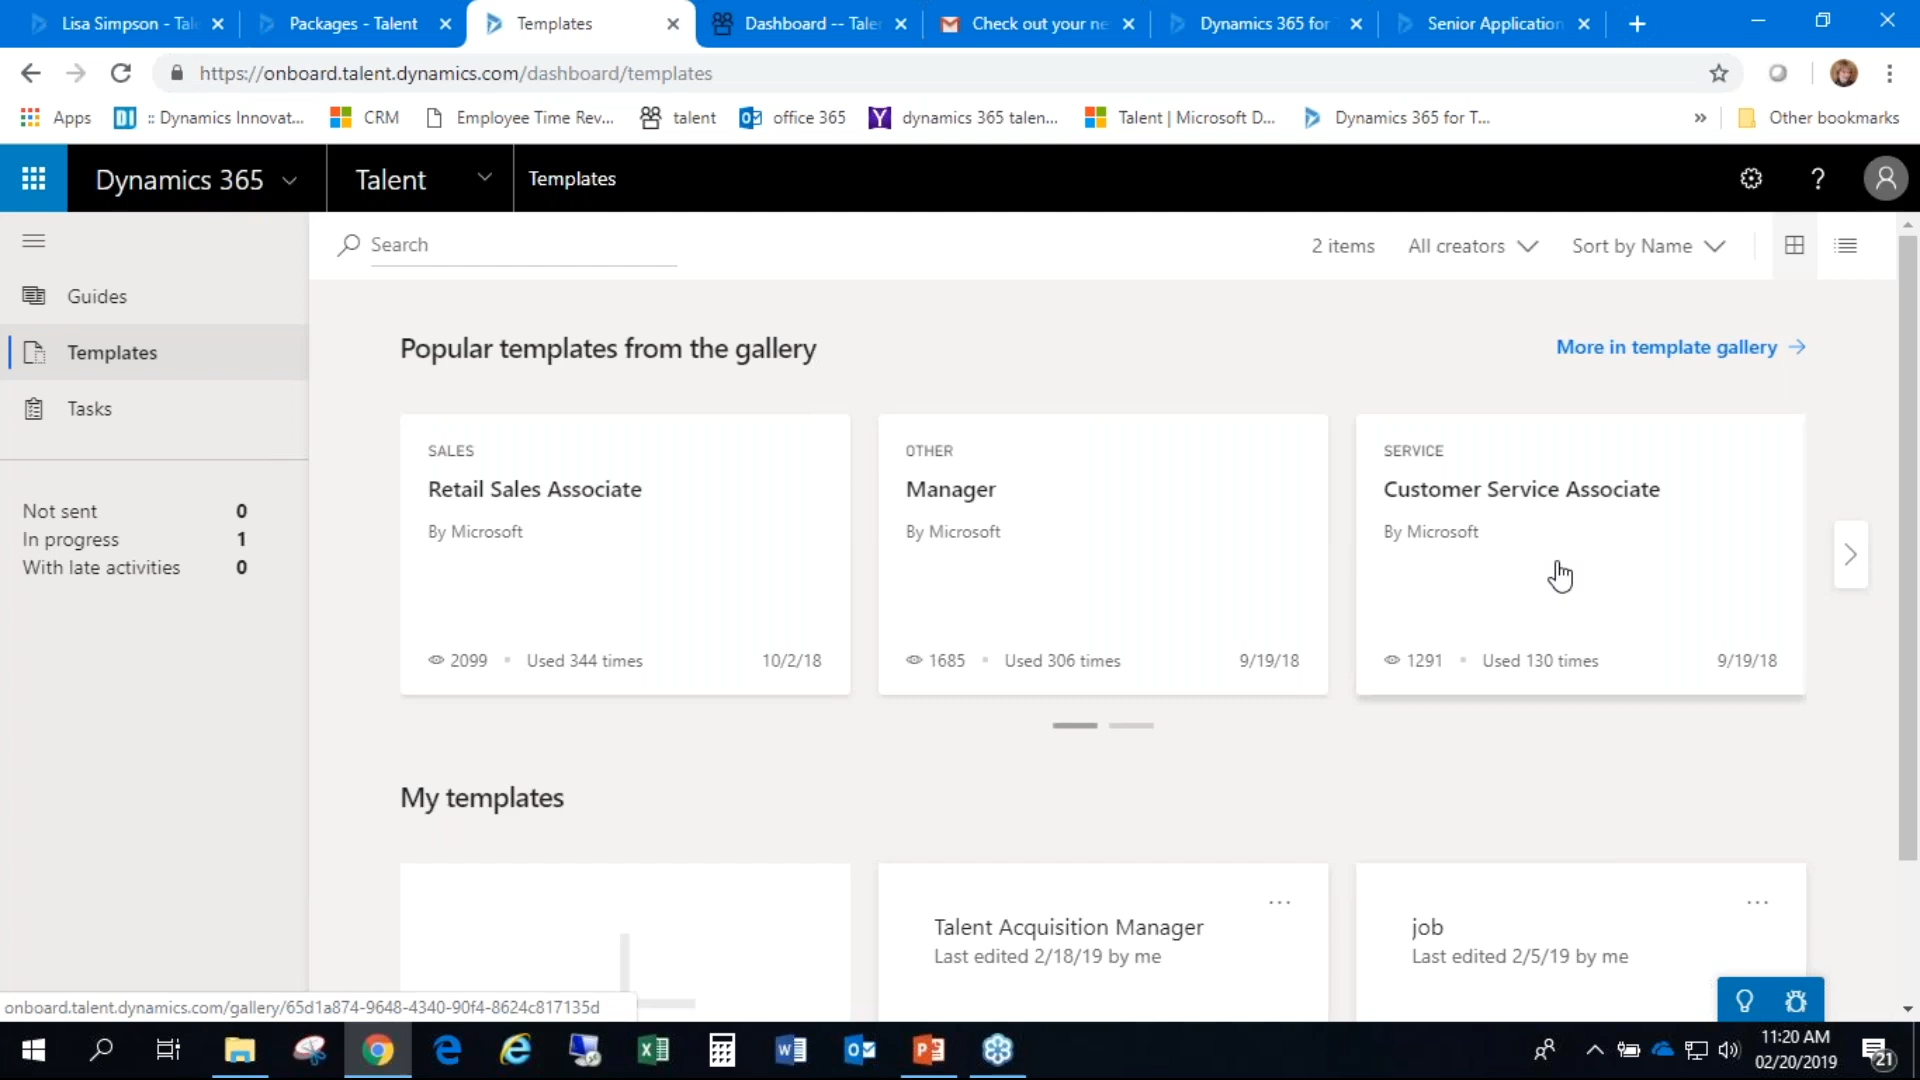 Lisa Simpson - Tal
Packages - Talent
Templates
Dashboard -- Tale
Check out your ne
Dynamics 365 for
Senior Application
https://onboard.talent.dynamics.com/dashboard/templates
Apps
:: Dynamics Innovat...
CRM
Employee Time Rev...
talent
office 365
dynamics 365 talen...
Talent | Microsoft D...
Dynamics 365 for T...
»
Other bookmarks
Dynamics 365
Talent
Templates
?
Search
2 items
All creators
Sort by Name
Guides
Templates
Tasks
Not sent 0
In progress 1
With late activities 0
Popular templates from the gallery
More in template gallery
SALES
Retail Sales Associate
By Microsoft
2099 Used 344 times 10/2/18
OTHER
Manager
By Microsoft
1685 Used 306 times 9/19/18
SERVICE
Customer Service Associate
By Microsoft
1291 Used 130 times 9/19/18
My templates
...
Talent Acquisition Manager
Last edited 2/18/19 by me
...
job
Last edited 2/5/19 by me
onboard.talent.dynamics.com/gallery/65d1a874-9648-4340-90f4-8624c817135d
11:20 AM
02/20/2019
21